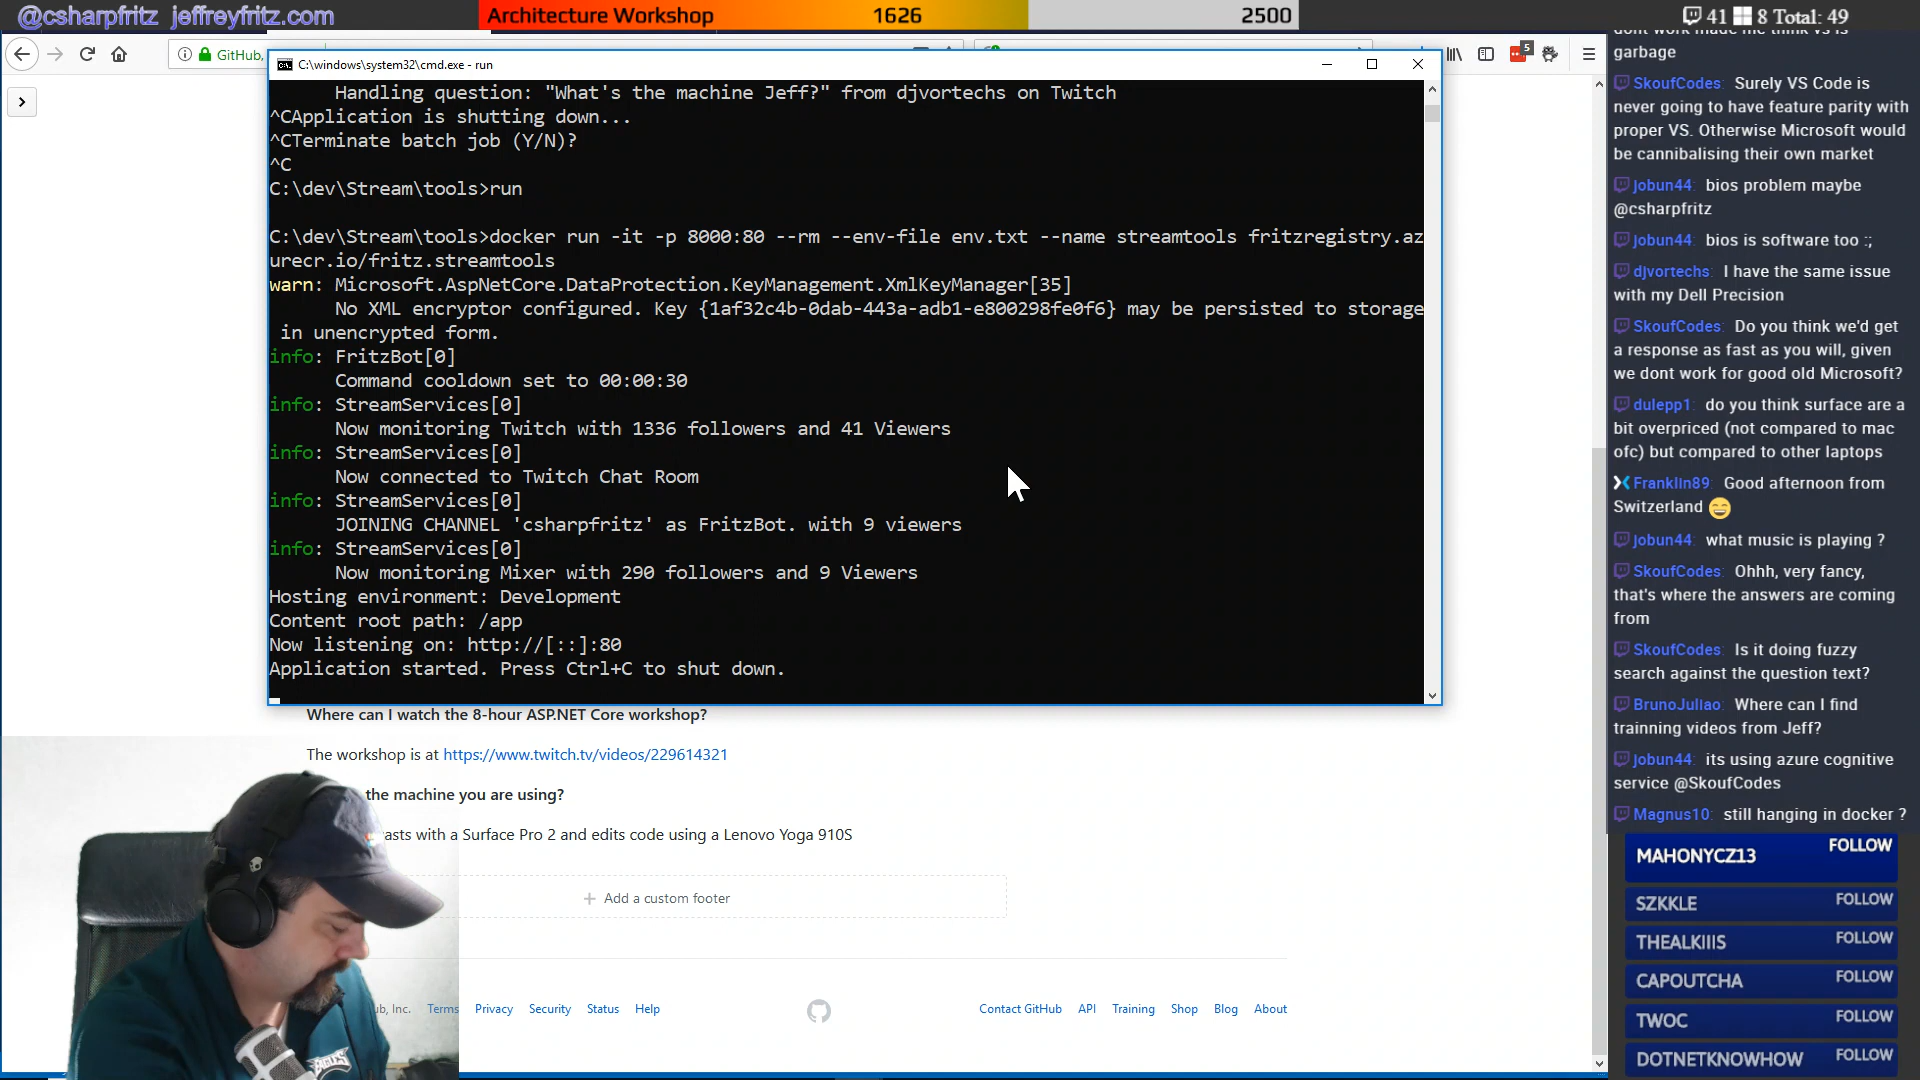 @csharpfritz jeffreyfritz.com
Architecture Workshop 1626 2500
41 8 Total: 49
GitHub,
5
C:\windows\system32\cmd.exe - run
Handling question: "What's the machine Jeff?" from djvortechs on Twitch
^CApplication is shutting down...
^CTerminate batch job (Y/N)?
^C
C:\dev\Stream\tools>run
C:\dev\Stream\tools>docker run -it -p 8000:80 --rm --env-file env.txt --name streamtools fritzregistry.az
urecr.io/fritz.streamtools
warn: Microsoft.AspNetCore.DataProtection.KeyManagement.XmlKeyManager[35]
No XML encryptor configured. Key {1af32c4b-0dab-443a-adb1-e800298fe0f6} may be persisted to storage
in unencrypted form.
info: FritzBot[0]
Command cooldown set to 00:00:30
info: StreamServices[0]
Now monitoring Twitch with 1336 followers and 41 Viewers
info: StreamServices[0]
Now connected to Twitch Chat Room
info: StreamServices[0]
JOINING CHANNEL 'csharpfritz' as FritzBot. with 9 viewers
info: StreamServices[0]
Now monitoring Mixer with 290 followers and 9 Viewers
Hosting environment: Development
Content root path: /app
Now listening on: http://[::]:80
Application started. Press Ctrl+C to shut down.
Where can I watch the 8-hour ASP.NET Core workshop?
The workshop is at https://www.twitch.tv/videos/229614321
the machine you are using?
asts with a Surface Pro 2 and edits code using a Lenovo Yoga 910S
Add a custom footer
ub, Inc. Terms Privacy Security Status Help
Contact GitHub API Training Shop Blog About
EAGLES
dont work made me think vs is
garbage
SkoufCodes: Surely VS Code is
never going to have feature parity with
proper VS. Otherwise Microsoft would
be cannibalising their own market
jobun44: bios problem maybe
@csharpfritz
jobun44: bios is software too :;
djvortechs: I have the same issue
with my Dell Precision
SkoufCodes: Do you think we'd get
a response as fast as you will, given
we dont work for good old Microsoft?
dulepp1: do you think surface are a
bit overpriced (not compared to mac
ofc) but compared to other laptops
Franklin89: Good afternoon from
Switzerland
jobun44: what music is playing ?
SkoufCodes: Ohhh, very fancy,
that's where the answers are coming
from
SkoufCodes: Is it doing fuzzy
search against the question text?
BrunoJuliao: Where can I find
trainning videos from Jeff?
jobun44: its using azure cognitive
service @SkoufCodes
Magnus10: still hanging in docker ?
MAHONYCZ13 FOLLOW
SZKKLE FOLLOW
THEALKIIIS FOLLOW
CAPOUTCHA FOLLOW
TWOC FOLLOW
DOTNETKNOWHOW FOLLOW